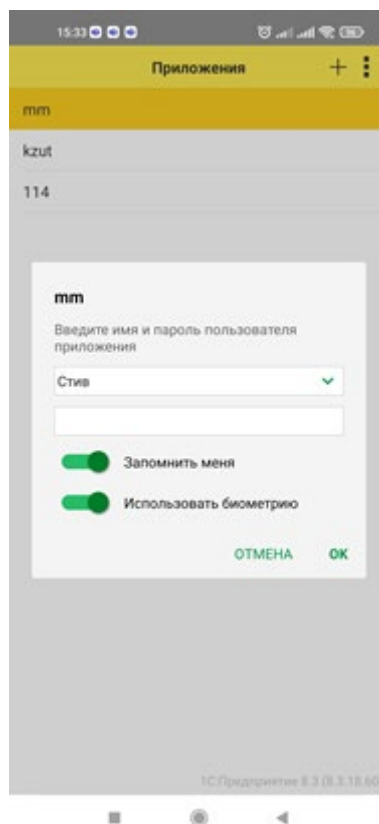 15:33
Приложения
mm
kzut
114
mm
Введите имя и пароль пользователя
приложения
Стив
Запомнить меня
Использовать биометрию
ОТМЕНА ОК
1С:Предприятие 8.3 (8.3.18.60